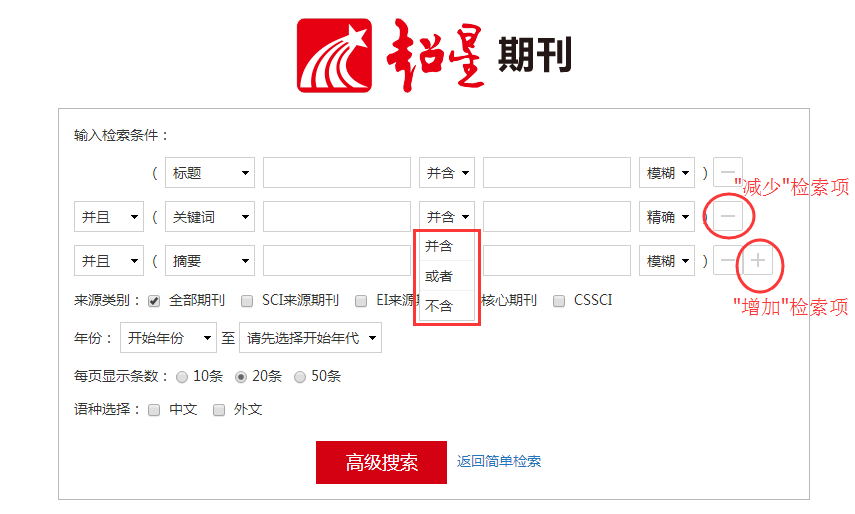 超星 期刊
输入检索条件：
( 标题 并含 模糊 ) "减少"检索项
并且 ( 关键词 并含 精确 )
并且 ( 摘要 并含 模糊 )
或者
来源类别： 全部期刊 SCI来源期刊 EI来源 不含 核心期刊 CSSCI
"增加"检索项
年份： 开始年份 至 请先选择开始年代
每页显示条数： 10条 20条 50条
语种选择： 中文 外文
高级搜索 返回简单检索